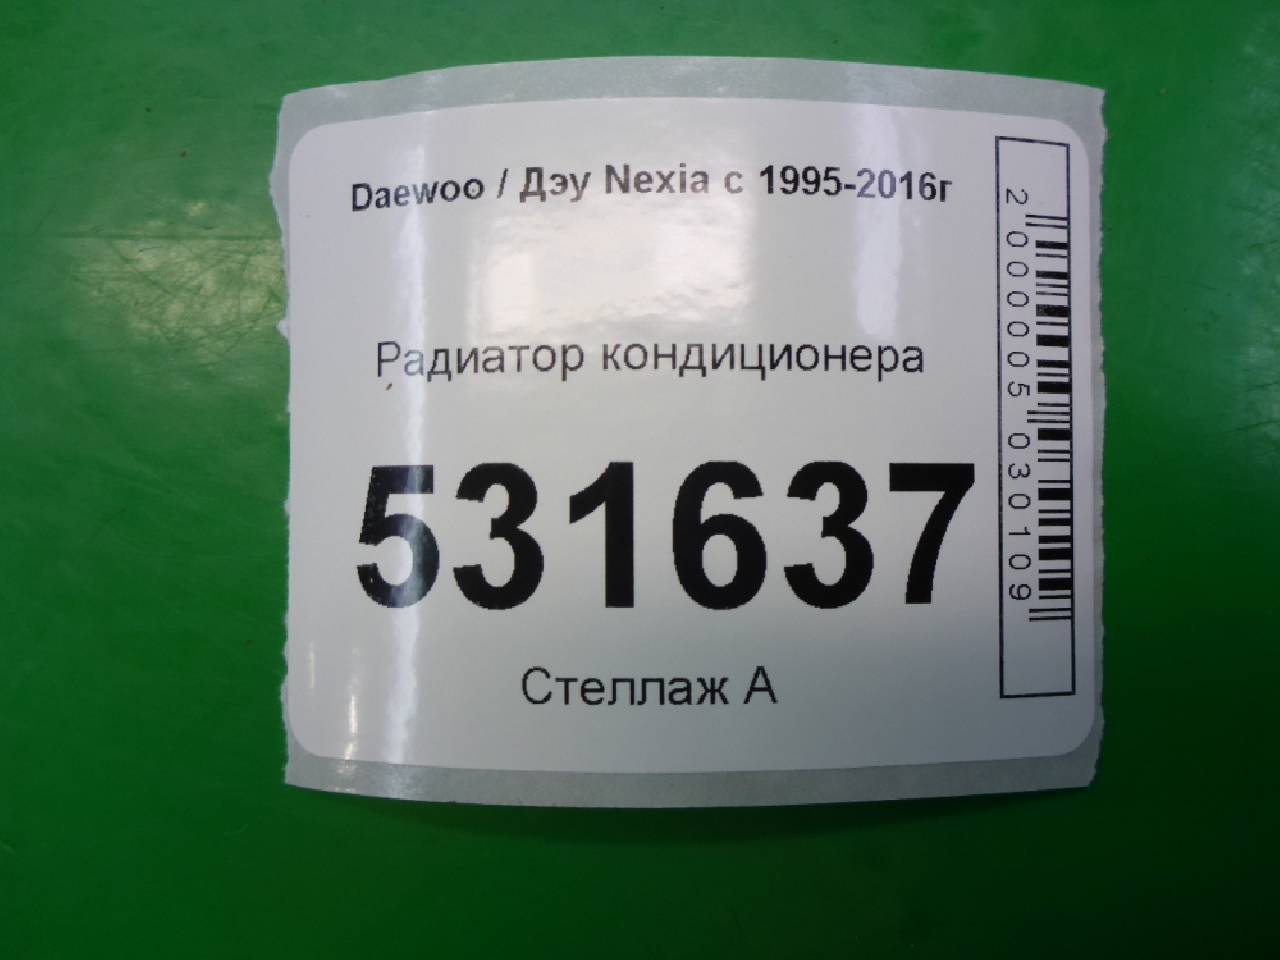 Daewoo / Дэу Nexia с 1995-2016г
Радиатор кондиционера
531637
Стеллаж А
2 000005 030109